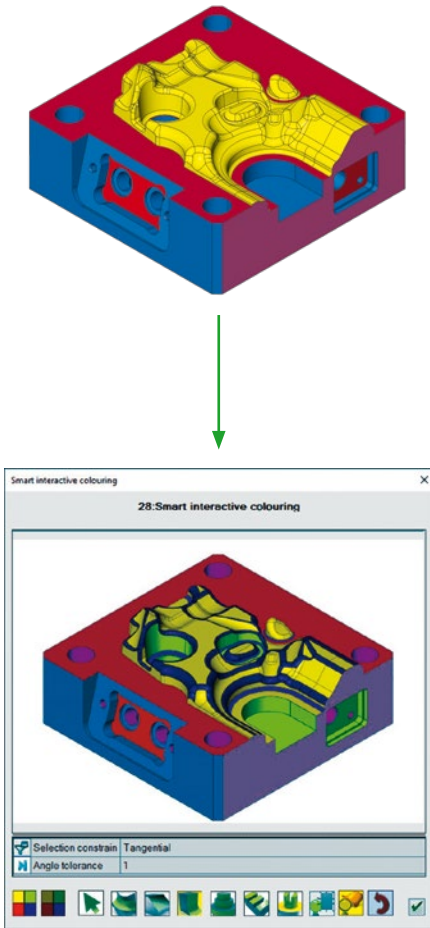 Smart interactive colouring
28:Smart interactive colouring
Selection constrain Tangential
Angle tolerance 1